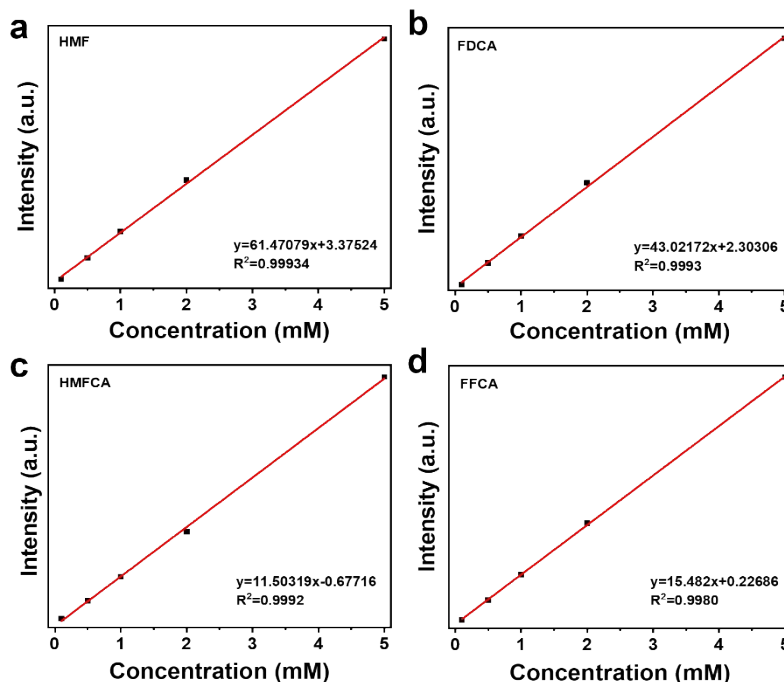 a
HMF
Intensity (a.u.)
y=61.47079x+3.37524
R²=0.99934
0 1 2 3 4 5
Concentration (mM)
b
FDCA
Intensity (a.u.)
y=43.02172x+2.30306
R²=0.9993
0 1 2 3 4 5
Concentration (mM)
c
HMFCA
Intensity (a.u.)
y=11.50319x-0.67716
R²=0.9992
0 1 2 3 4 5
Concentration (mM)
d
FFCA
Intensity (a.u.)
y=15.482x+0.22686
R²=0.9980
0 1 2 3 4 5
Concentration (mM)